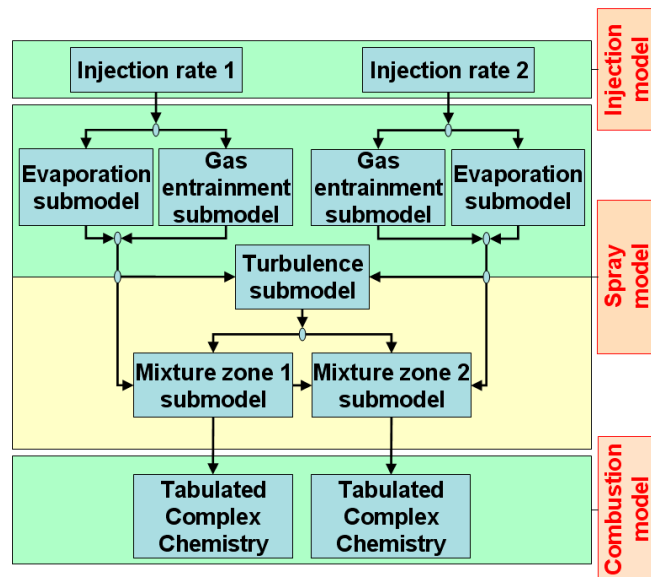 Injection rate 1
Injection rate 2
Injection
model
Evaporation
submodel
Gas
entrainment
submodel
Gas
entrainment
submodel
Evaporation
submodel
Spray
model
Turbulence
submodel
Mixture zone 1
submodel
Mixture zone 2
submodel
Tabulated
Complex
Chemistry
Tabulated
Complex
Chemistry
Combustion
model